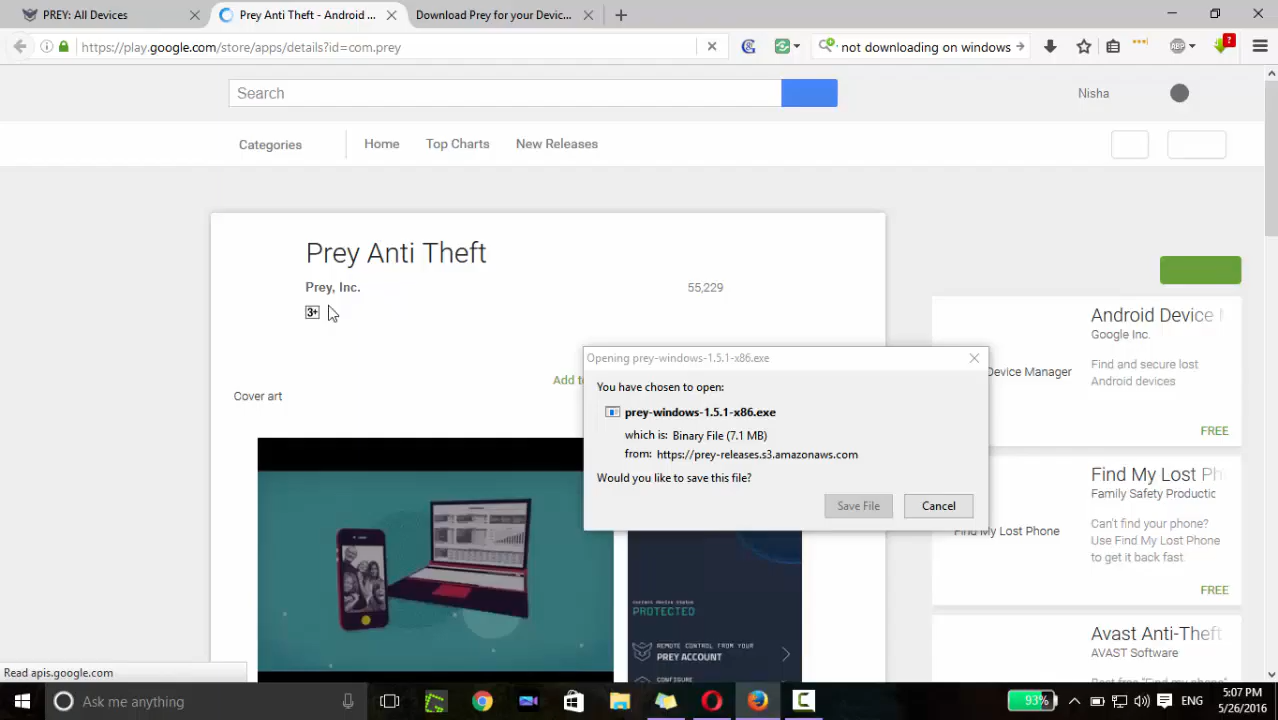 PREY: All Devices
Prey Anti Theft - Android ...
Download Prey for your Devic...
https://play.google.com/store/apps/details?id=com.prey
not downloading on windows
ABP
?
Search
Nisha
Categories
Home
Top Charts
New Releases
Prey Anti Theft
Prey, Inc.
55,229
3+
Add to
Cover art
Opening prey-windows-1.5.1-x86.exe
You have chosen to open:
prey-windows-1.5.1-x86.exe
which is: Binary File (7.1 MB)
from: https://prey-releases.s3.amazonaws.com
Would you like to save this file?
Save File
Cancel
Android Device
Google Inc.
Find and secure lost
Android devices
Device Manager
FREE
Find My Lost Ph
Family Safety Productic
Can't find your phone?
Use Find My Lost Phone
to get it back fast.
Find My Lost Phone
FREE
Avast Anti-Theft
AVAST Software
PROTECTED
REMOTE CONTROL FROM YOUR
PREY ACCOUNT
CONFIGURE
Read apis.google.com
Ask me anything
93%
ENG
5:07 PM
5/26/2016